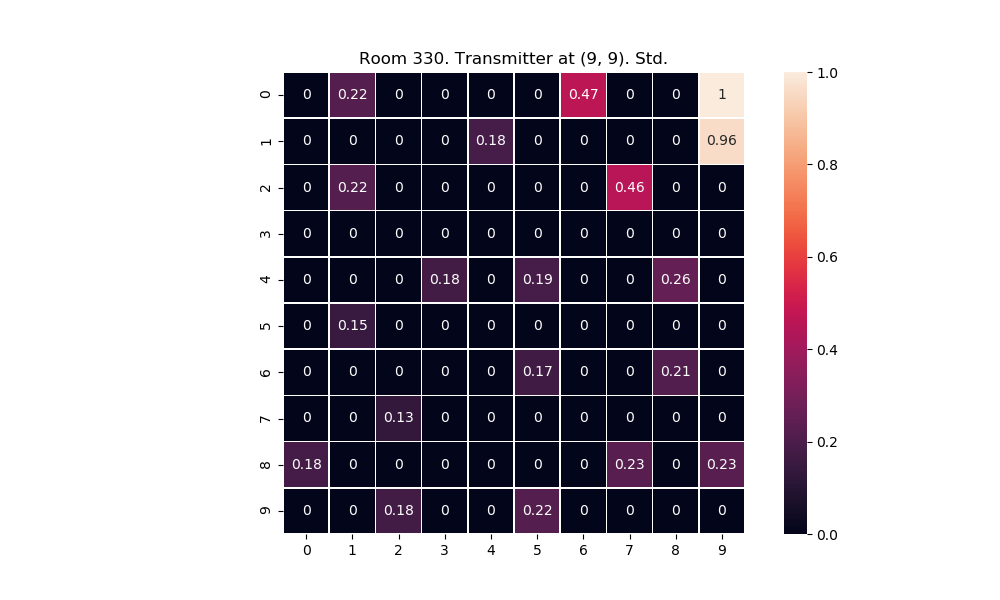 Room 330. Transmitter at (9, 9). Std.
0 0 0.22 0 0 0 0 0.47 0 0 1
1 0 0 0 0 0.18 0 0 0 0 0.96
2 0 0.22 0 0 0 0 0 0.46 0 0
3 0 0 0 0 0 0 0 0 0 0
4 0 0 0 0.18 0 0.19 0 0 0.26 0
5 0 0.15 0 0 0 0 0 0 0 0
6 0 0 0 0 0 0.17 0 0 0.21 0
7 0 0 0.13 0 0 0 0 0 0 0
8 0.18 0 0 0 0 0 0 0.23 0 0.23
9 0 0 0.18 0 0 0.22 0 0 0 0
0 1 2 3 4 5 6 7 8 9
1.0
0.8
0.6
0.4
0.2
0.0